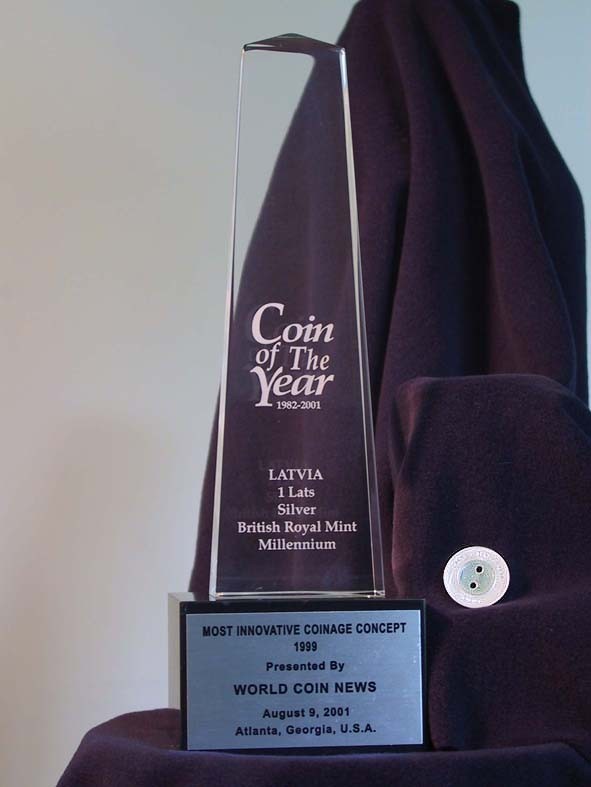 Coin
of The
Year
1982-2001
LATVIA
1 Lats
Silver
British Royal Mint
Millennium
MOST INNOVATIVE COINAGE CONCEPT
1999
Presented By
WORLD COIN NEWS
August 9, 2001
Atlanta, Georgia, U.S.A.